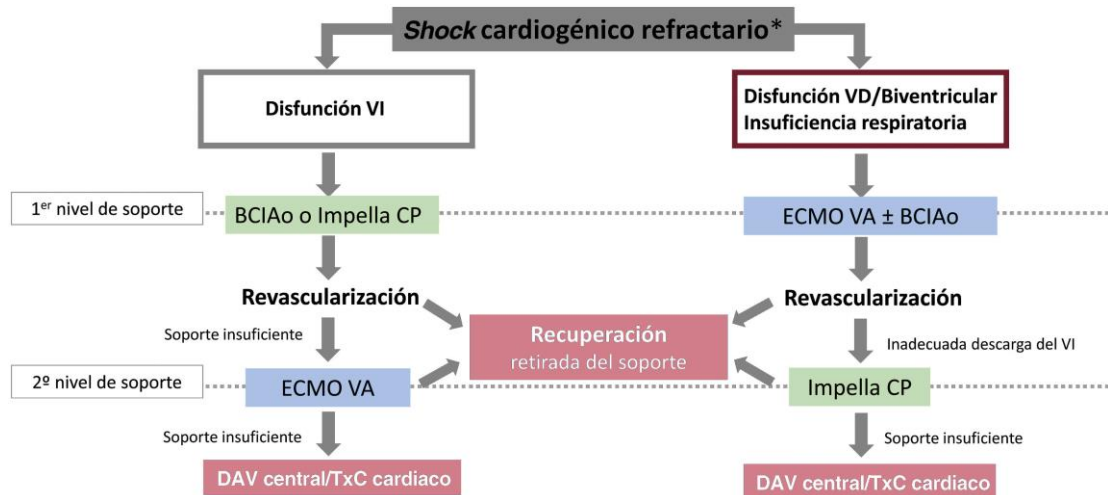 Shock cardiogénico refractario*
Disfunción VI
Disfunción VD/Biventricular
Insuficiencia respiratoria
1er nivel de soporte
BCIAo o Impella CP
ECMO VA ± BCIAo
Revascularización
Revascularización
Soporte insuficiente
Recuperación
retirada del soporte
Inadecuada descarga del VI
2º nivel de soporte
ECMO VA
Impella CP
Soporte insuficiente
Soporte insuficiente
DAV central/TxC cardiaco
DAV central/TxC cardiaco